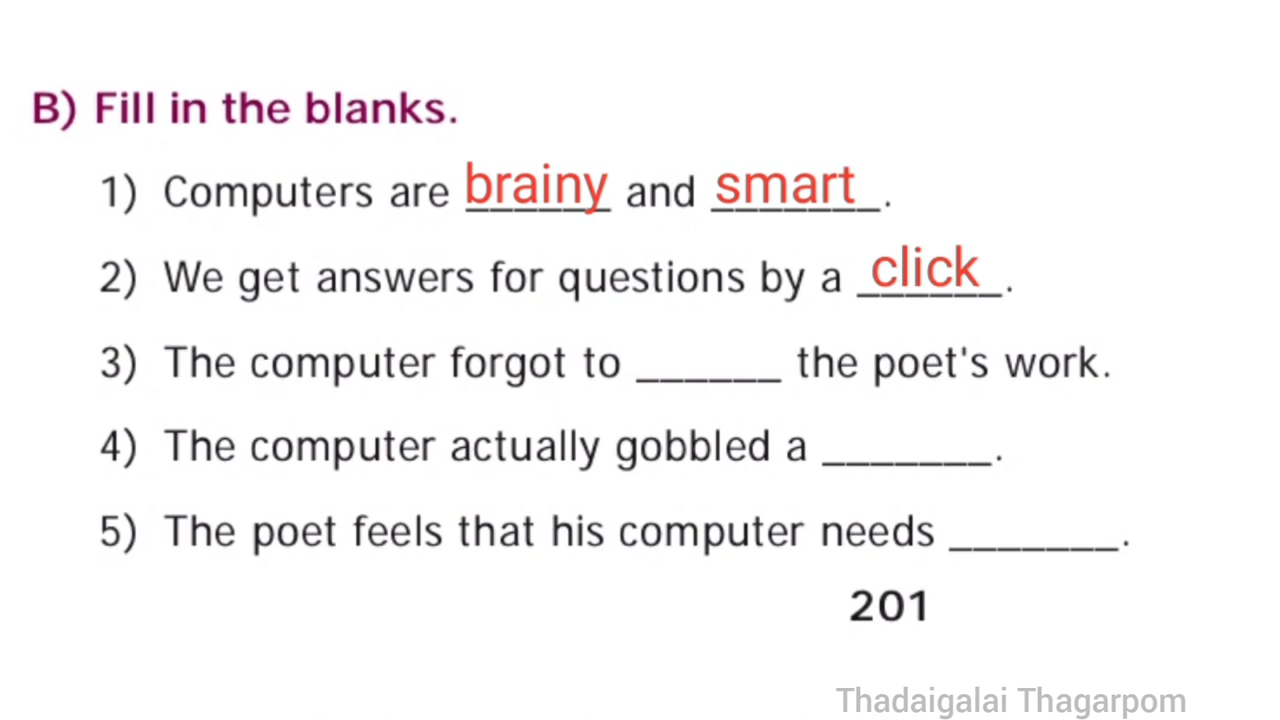 B) Fill in the blanks.
1) Computers are brainy and smart.
2) We get answers for questions by a click.
3) The computer forgot to ______ the poet's work.
4) The computer actually gobbled a _______.
5) The poet feels that his computer needs _______.
201
Thadaigalai Thagarpom